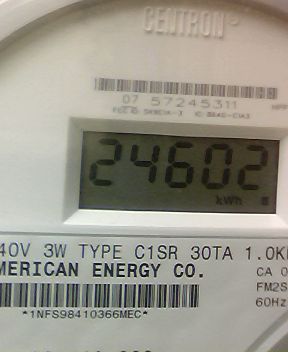 CENTRON
07 57245311
24602
kWh
40V 3W TYPE C1SR 30TA 1.0K
MERICAN ENERGY CO.
CA 0
FM2S
60Hz
*1NFS98410366MEC*